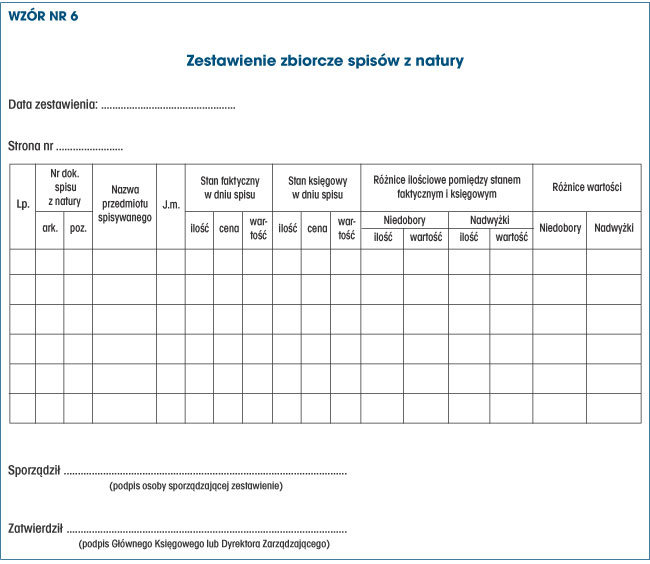 WZÓR NR 6
Zestawienie zbiorcze spisów z natury
Data zestawienia: ................................................
Strona nr ........................
Lp.
Nr dok.
spisu
z natury
ark.
poz.
Nazwa
przedmiotu
spisywanego
J.m.
Stan faktyczny
w dniu spisu
ilość
cena
war-
tość
Stan księgowy
w dniu spisu
ilość
cena
war-
tość
Różnice ilościowe pomiędzy stanem
faktycznym i księgowym
Niedobory
ilość
wartość
Nadwyżki
ilość
wartość
Różnice wartości
Niedobory
Nadwyżki
Sporządził .....................................................................................................
(podpis osoby sporządzającej zestawienie)
Zatwierdził ....................................................................................................
(podpis Głównego Księgowego lub Dyrektora Zarządzającego)